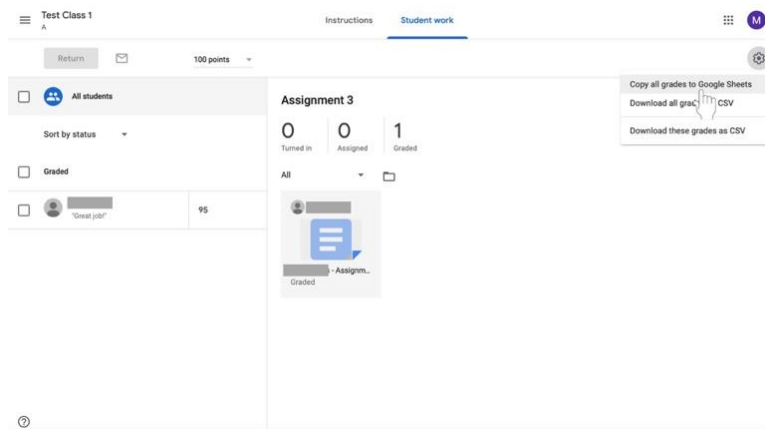 Test Class 1
A
Instructions
Student work
M
Return
100 points
Copy all grades to Google Sheets
Download all CSV
Download these grades as CSV
All students
Sort by status
Graded
"Great job!"
95
Assignment 3
0
Turned in
0
Assigned
1
Graded
All
- Assignm...
Graded